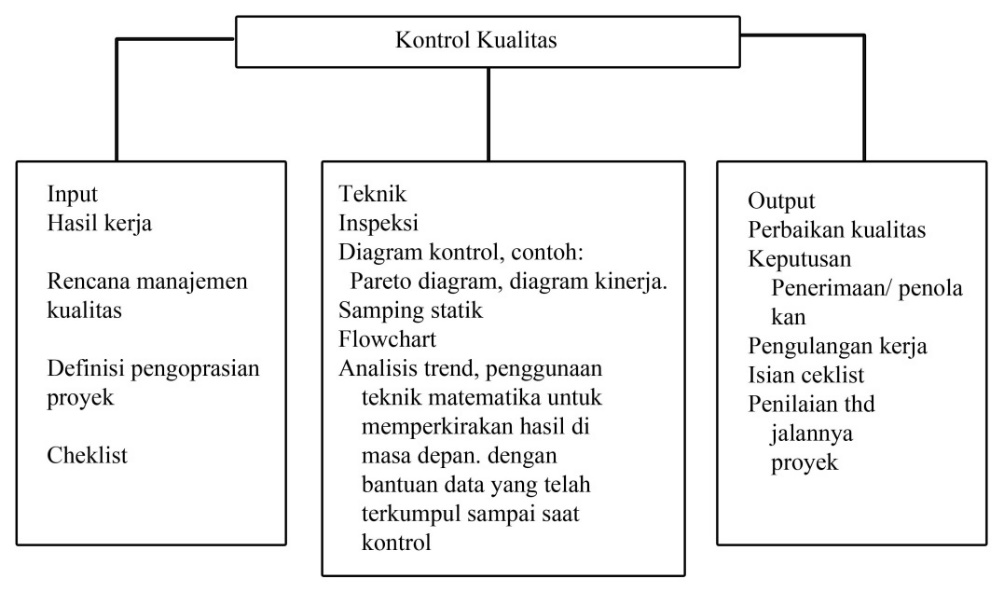 Kontrol Kualitas
Input
Hasil kerja
Rencana manajemen
kualitas
Definisi pengoprasian
proyek
Cheklist
Teknik
Inspeksi
Diagram kontrol, contoh:
Pareto diagram, diagram kinerja.
Samping statik
Flowchart
Analisis trend, penggunaan
teknik matematika untuk
memperkirakan hasil di
masa depan. dengan
bantuan data yang telah
terkumpul sampai saat
kontrol
Output
Perbaikan kualitas
Keputusan
Penerimaan/ penola
kan
Pengulangan kerja
Isian ceklist
Penilaian thd
jalannya
proyek